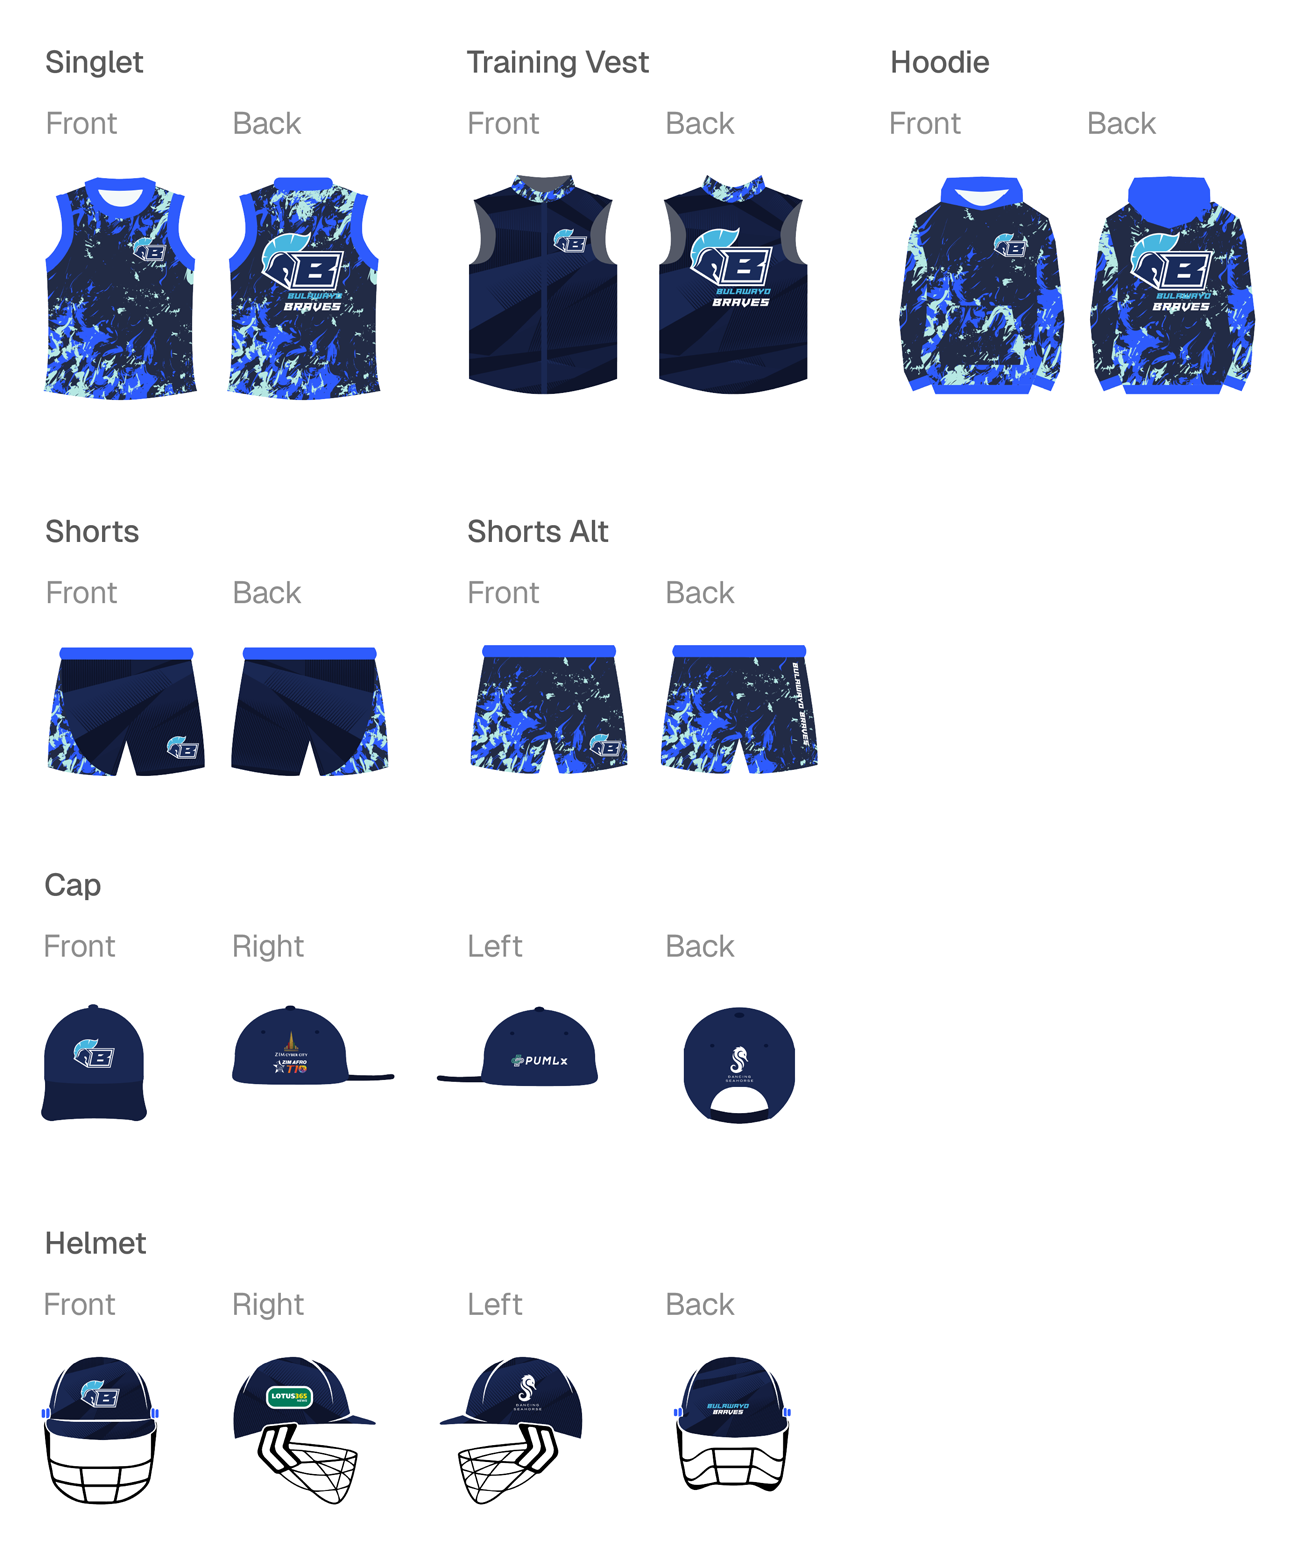 Singlet
Training Vest
Hoodie
Front
Back
Front
Back
Front
Back
B
B
BULAWAYO
BRAVES
B
B
BULAWAYO
BRAVES
B
B
BULAWAYO
BRAVES
Shorts
Shorts Alt
Front
Back
Front
Back
B
B
BULAWAYO BRAVES
Cap
Front
Right
Left
Back
B
ZIM CYBER CITY
ZIM AFRO
T10
PUMLx
DANCING
SEAHORSE
Helmet
Front
Right
Left
Back
B
LOTUS365
NEWS
DANCING
SEAHORSE
BULAWAYO
BRAVES